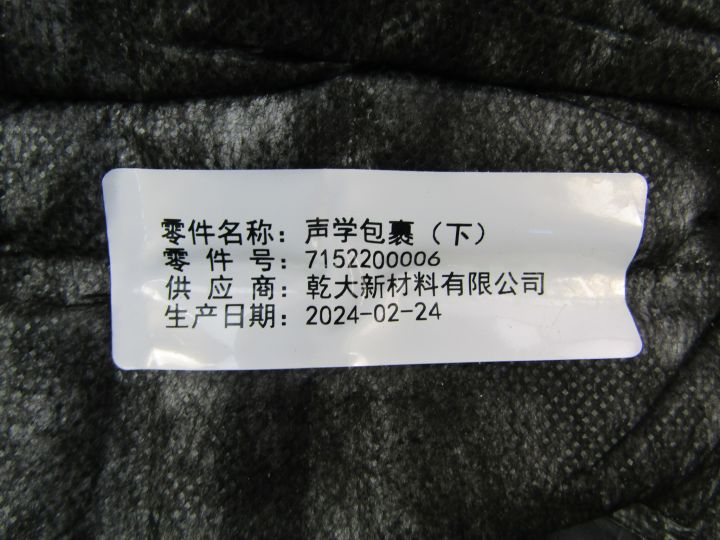 零件名称：声学包裹（下）
零 件 号：7152200006
供 应 商：乾大新材料有限公司
生产日期：2024-02-24